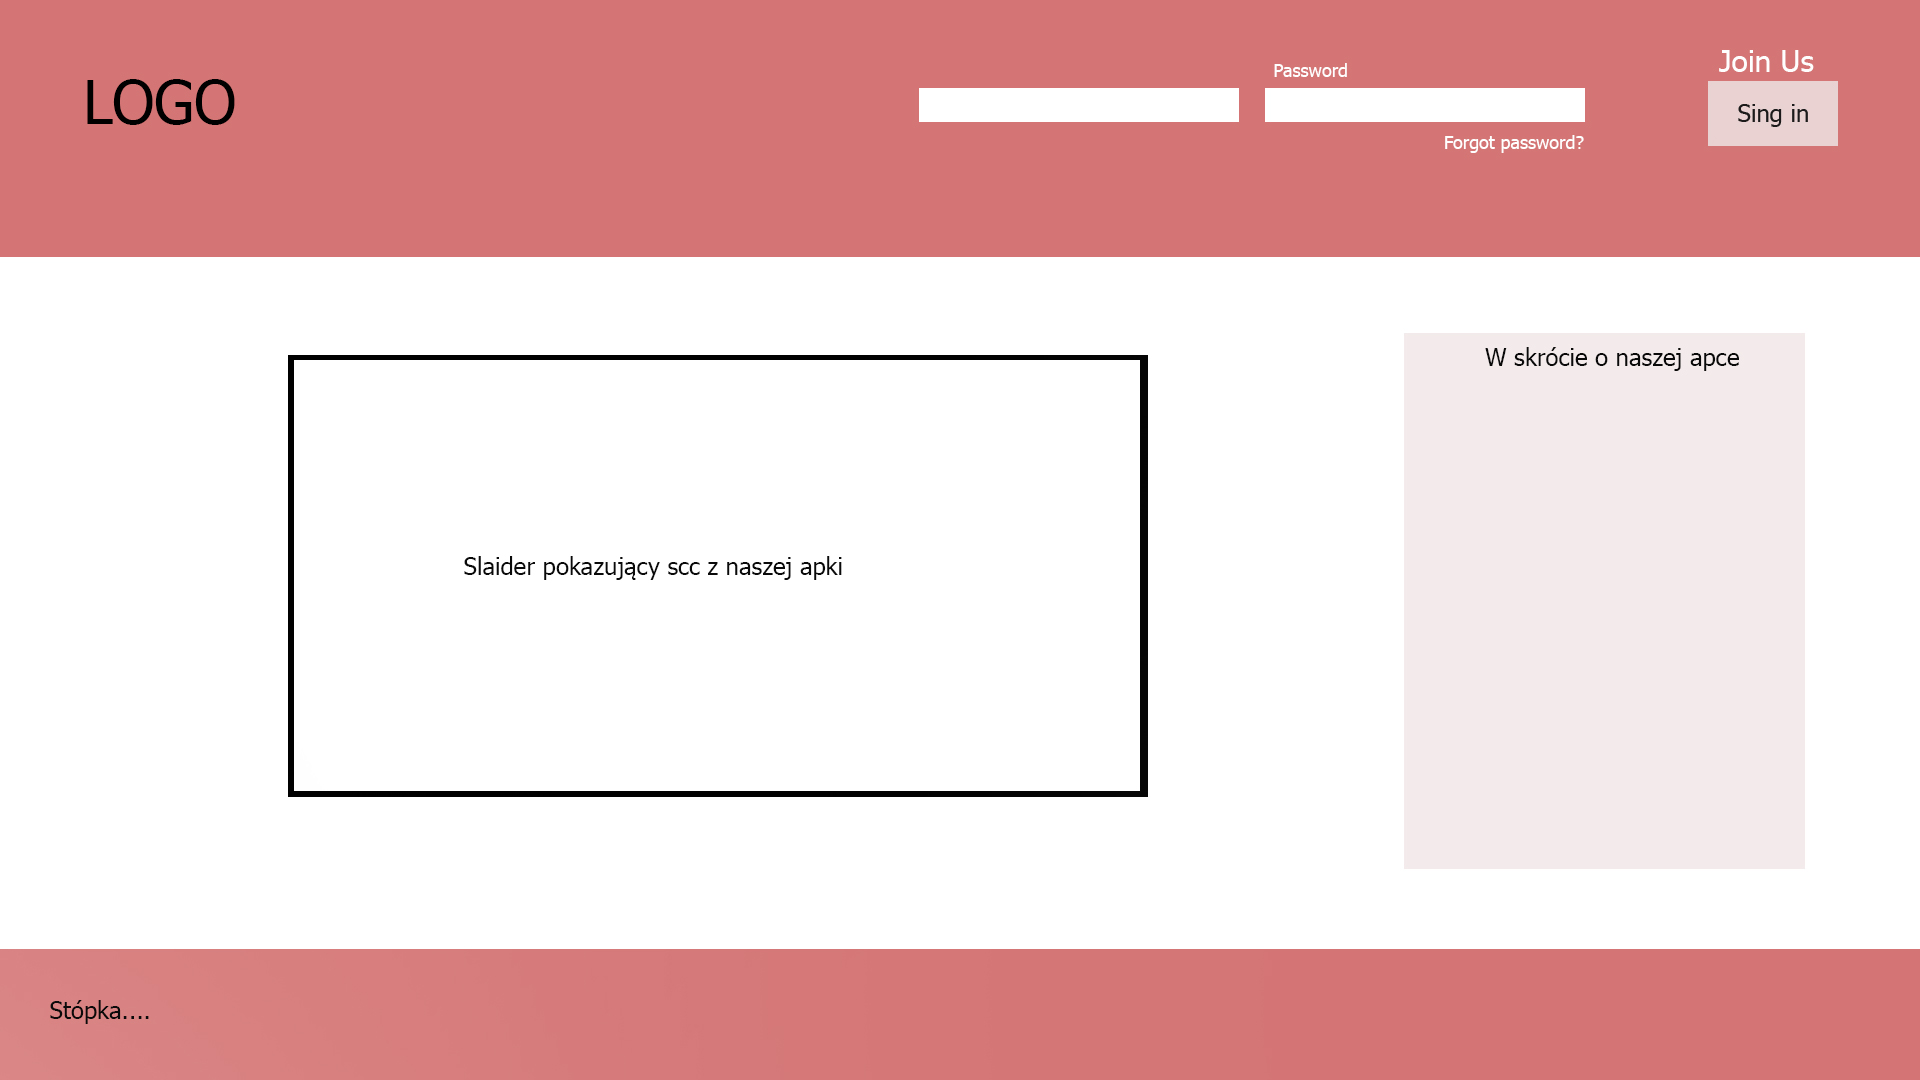 LOGO
Password
Forgot password?
Join Us
Sing in
Slaider pokazujący scc z naszej apki
W skrócie o naszej apce
Stópka....